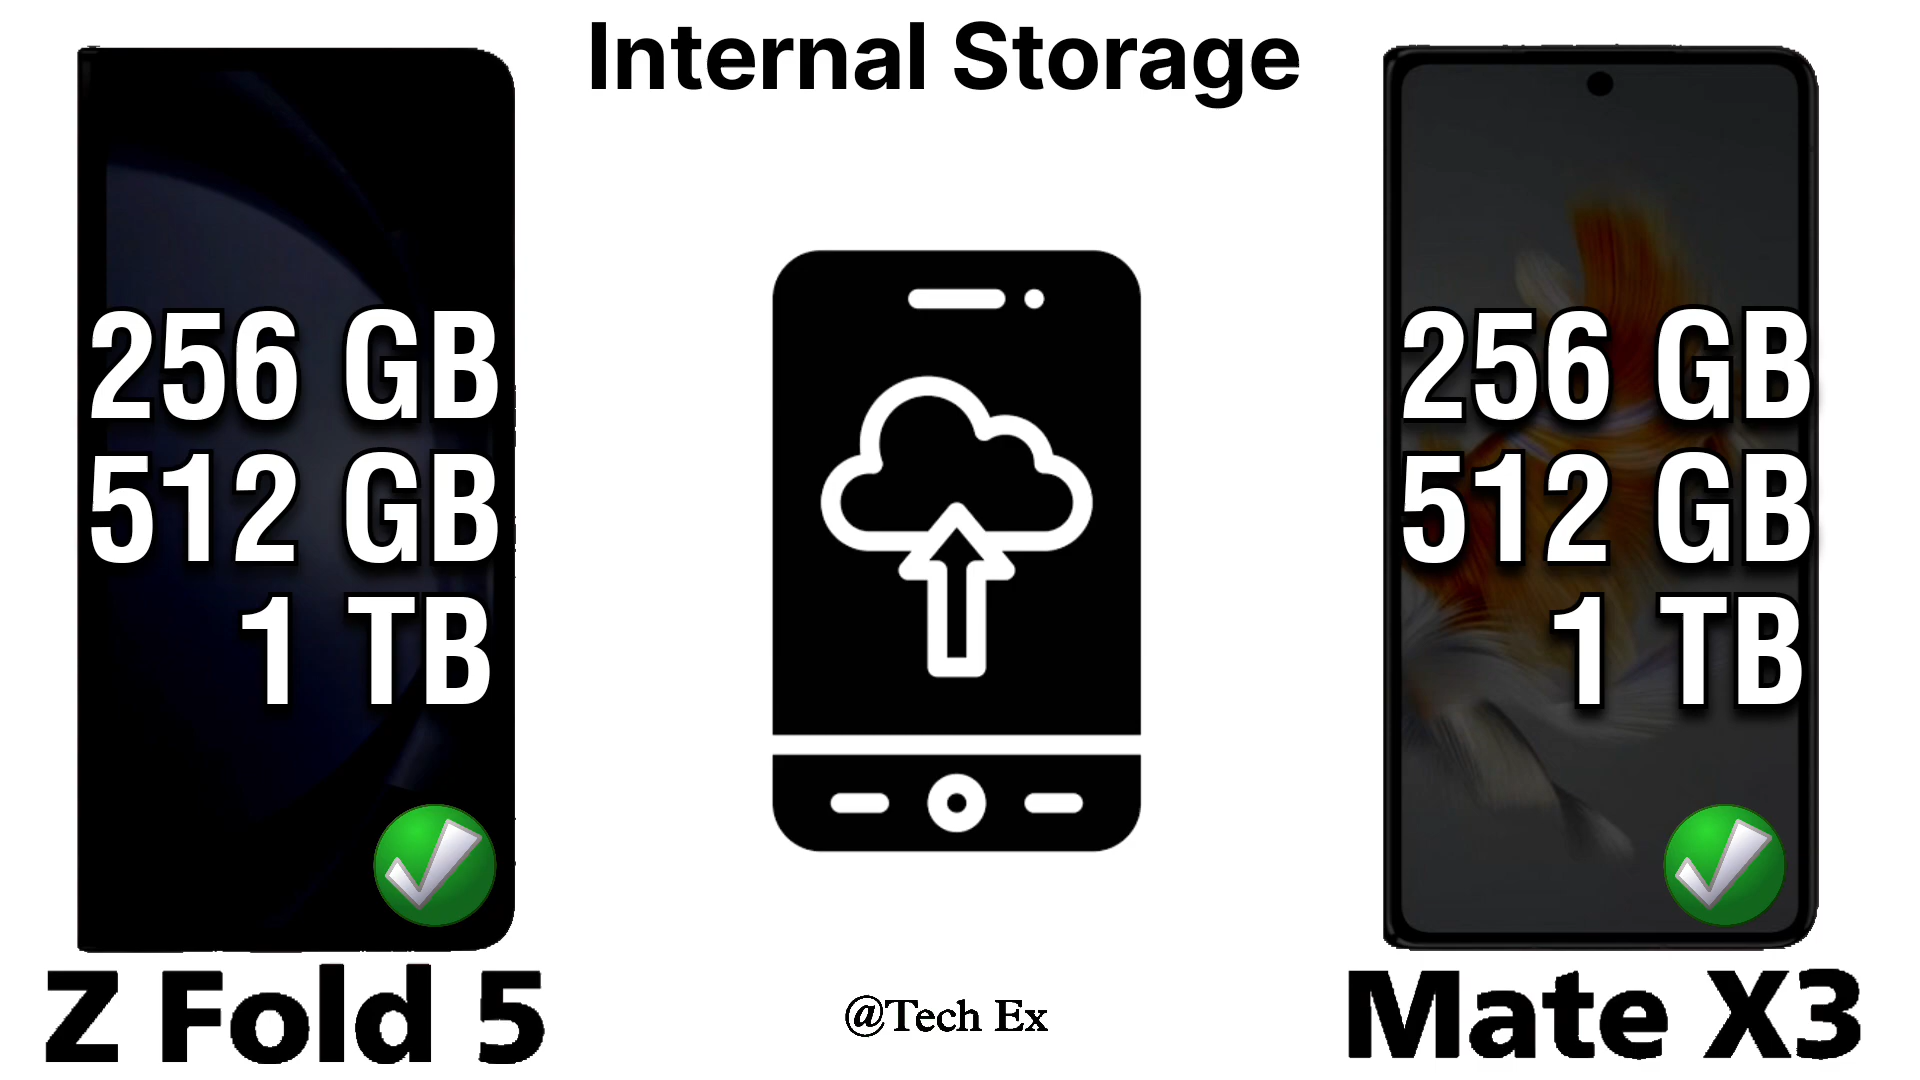 Internal Storage
256 GB
512 GB
1 TB
Z Fold 5
256 GB
512 GB
1 TB
Mate X3
@Tech Ex